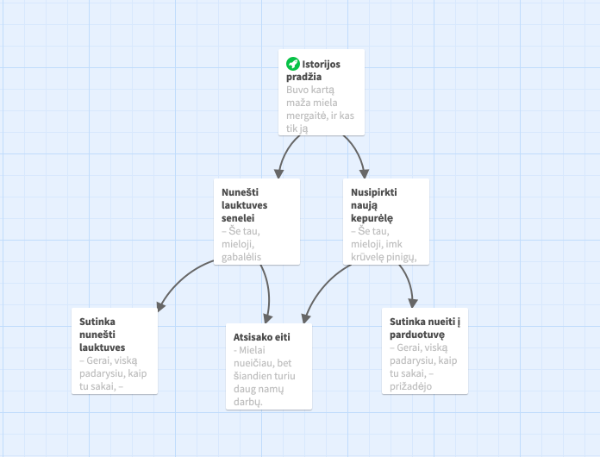 Istorijos
pradžia
Buvo kartą
maža miela
mergaitė, ir kas
tik ją
Nunešti
lauktuves
senelei
– Še tau,
mieloji,
gabalėlis
Nusipirkti
naują
kepurėlę
– Še tau,
mieloji, imk
krūvelę pinigų,
Sutinka
nunešti
lauktuves
– Gerai, viską
padarysiu, kaip
tu sakai, –
Atsisako eiti
- Mielai
nueičiau, bet
šiandien turiu
daug namų
darbų.
Sutinka nueiti į
parduotuvę
– Gerai, viską
padarysiu, kaip
tu sakai, –
prižadėjo